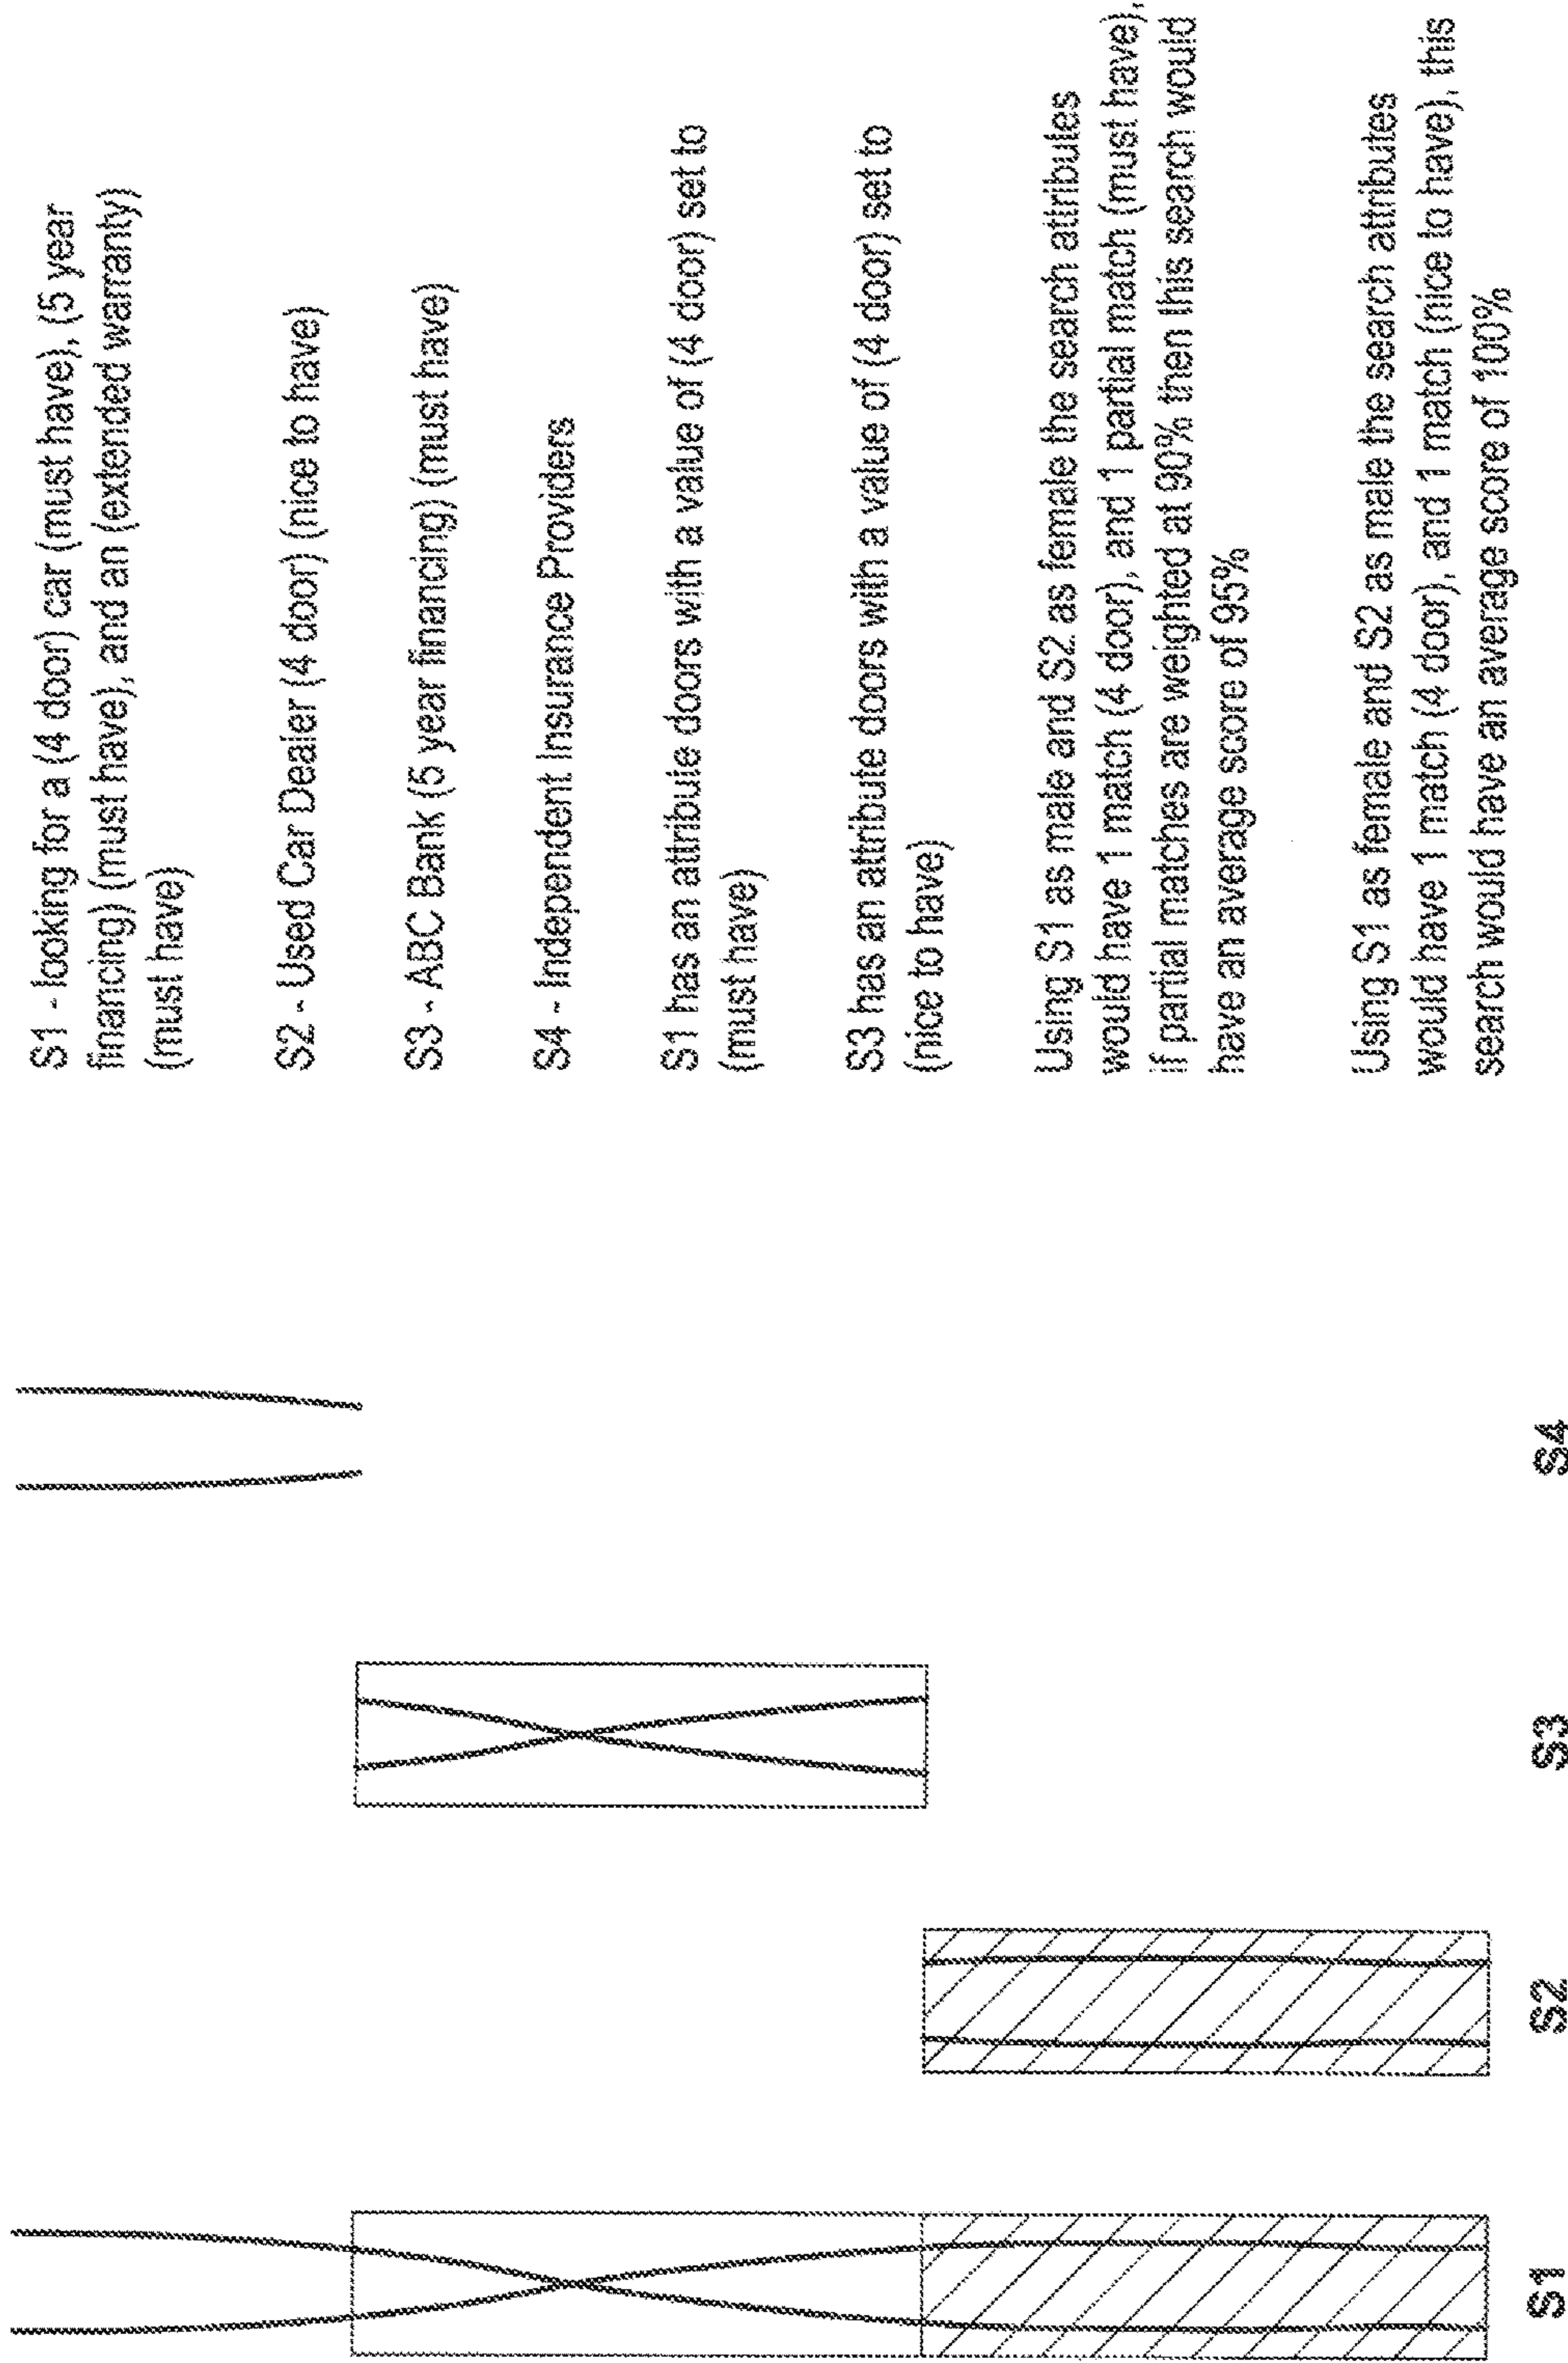 S1 - looking for a (4 door) car (must have), (5 year
financing) (must have), and an (extended warranty)
(must have)
S2 - Used Car Dealer (4 door) (nice to have)
S3 - ABC Bank (5 year financing) (must have)
S4 - Independent Insurance Providers
S1 has an attribute doors with a value of (4 door) set to
(must have)
S3 has an attribute doors with a value of (4 door) set to
(nice to have)
Using S1 as male and S2 as female the search attributes
would have 1 match (4 door), and 1 partial match (must have),
if partial matches are weighted at 90% then this search would
have an average score of 95%
Using S1 as female and S2 as male the search attributes
would have 1 match (4 door), and 1 match (nice to have), this
search would have an average score of 100%
S1
S2
S3
S4